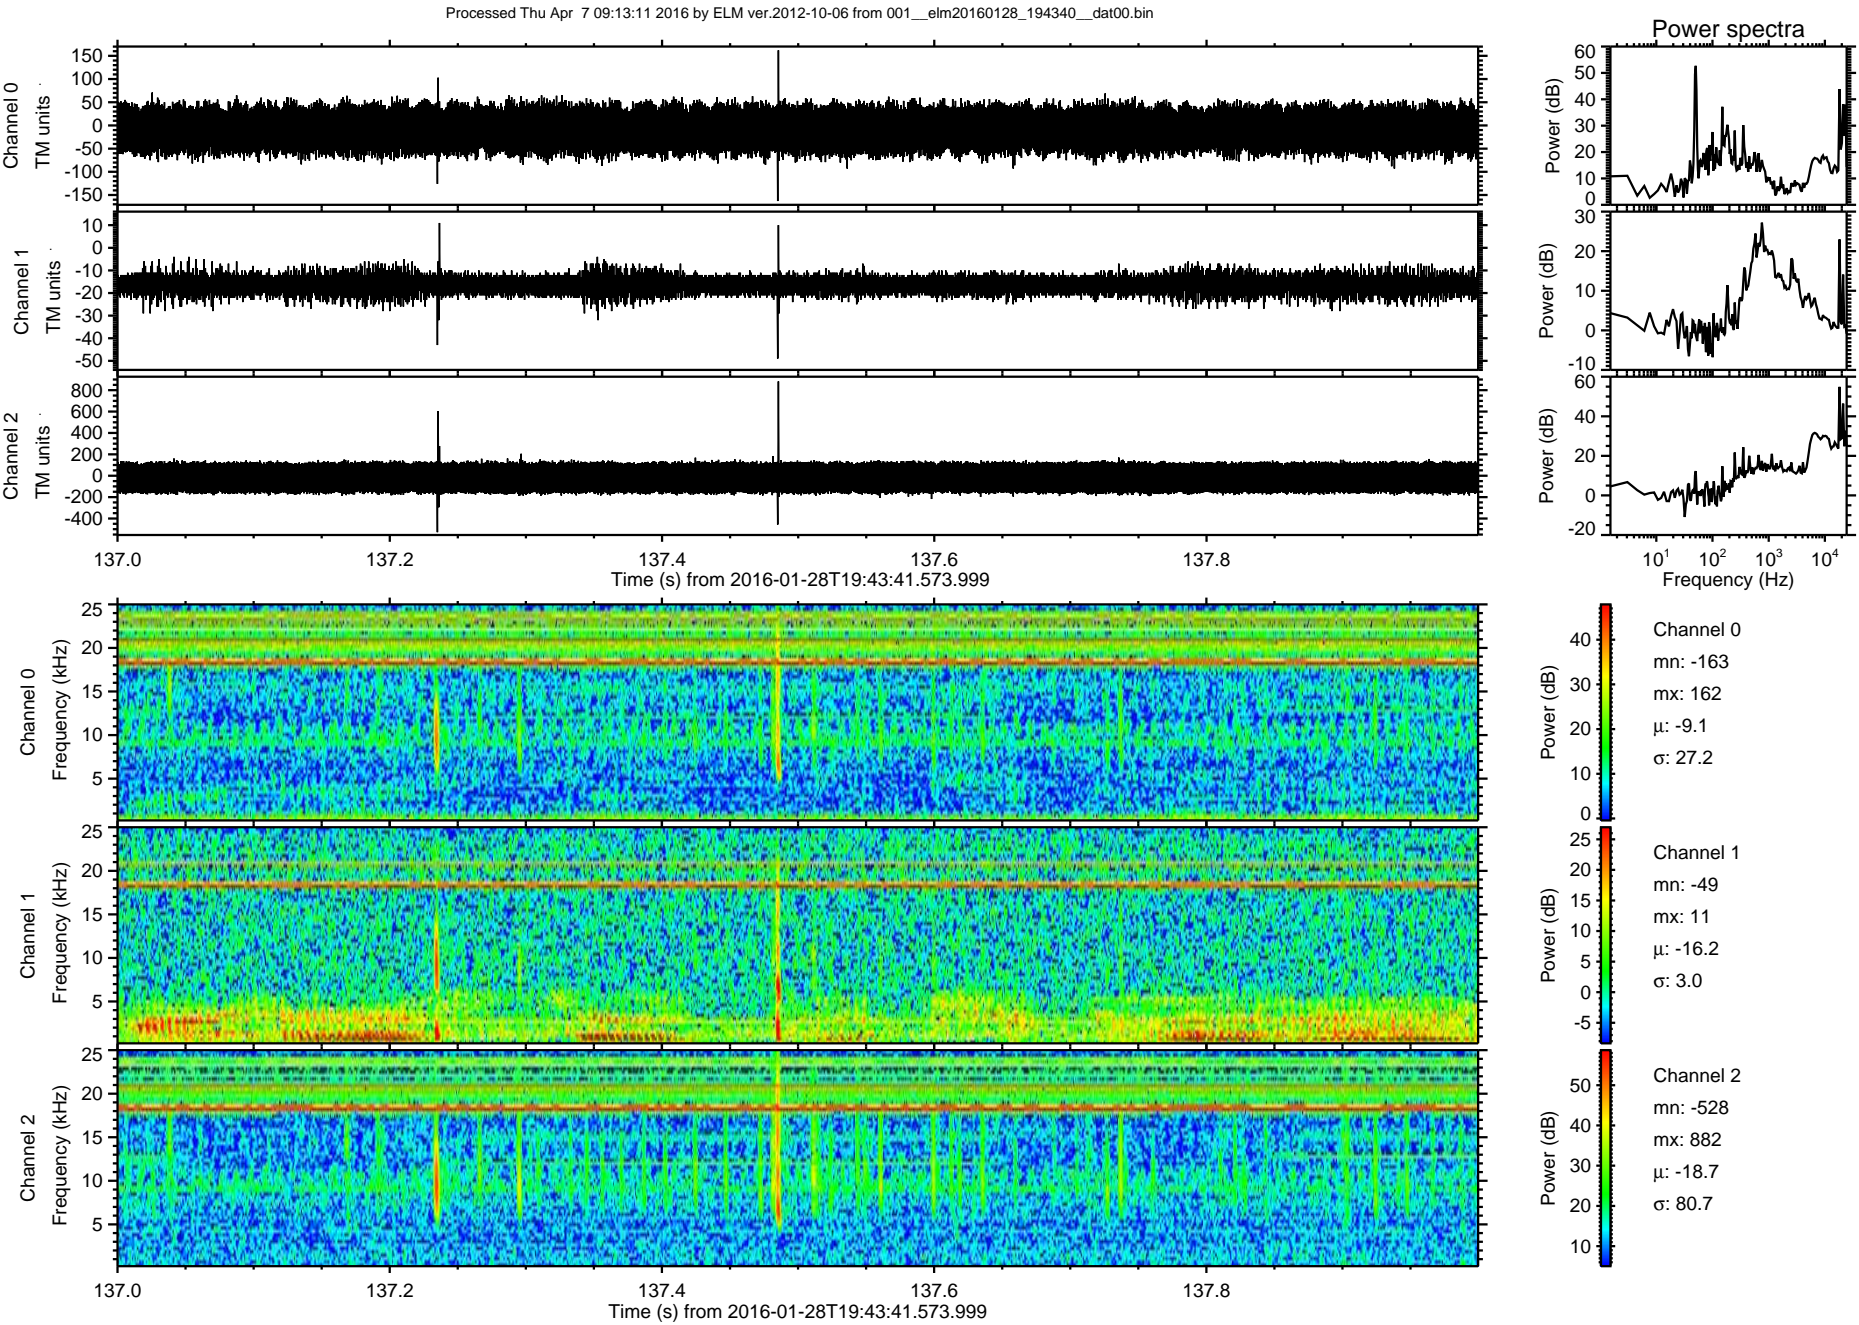 Processed Thu Apr  7 09:13:11 2016 by ELM ver.2012-10-06 from 001__elm20160128_194340__dat00.bin
Power spectra
Channel 0
TM units
150
100
50
0
-50
-100
-150
Power (dB)
60
50
40
30
20
10
0
Channel 1
TM units
10
0
-10
-20
-30
-40
-50
Power (dB)
30
20
10
0
-10
Channel 2
TM units
800
600
400
200
0
-200
-400
Power (dB)
60
40
20
0
-20
137.0 137.2 137.4 137.6 137.8
Time (s) from 2016-01-28T19:43:41.573.999
10^1 10^2 10^3 10^4
Frequency (Hz)
Channel 0
Frequency (kHz)
25
20
15
10
5
Power (dB)
40
30
20
10
0
Channel 0
mn: -163
mx: 162
μ: -9.1
σ: 27.2
Channel 1
Frequency (kHz)
25
20
15
10
5
Power (dB)
25
20
15
10
5
0
-5
Channel 1
mn: -49
mx: 11
μ: -16.2
σ: 3.0
Channel 2
Frequency (kHz)
25
20
15
10
5
Power (dB)
50
40
30
20
10
Channel 2
mn: -528
mx: 882
μ: -18.7
σ: 80.7
137.0 137.2 137.4 137.6 137.8
Time (s) from 2016-01-28T19:43:41.573.999